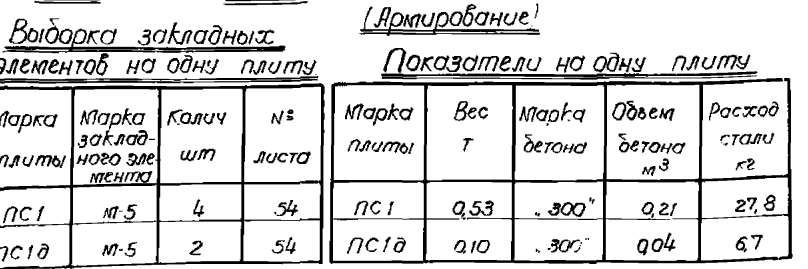 (Армирование)
Выборка закладных
элементов на одну плиту
Марка плиты | Марка закладного элемента | Колич шт | № листа
ПС1 | М-5 | 4 | 54
ПС1д | М-5 | 2 | 54
Показатели на одну плиту
Марка плиты | Вес Т | Марка бетона | Объем бетона м3 | Расход стали кг
ПС1 | 0,53 | „300" | 0,21 | 27,8
ПС1д | 0,10 | „300" | 0,04 | 6,7